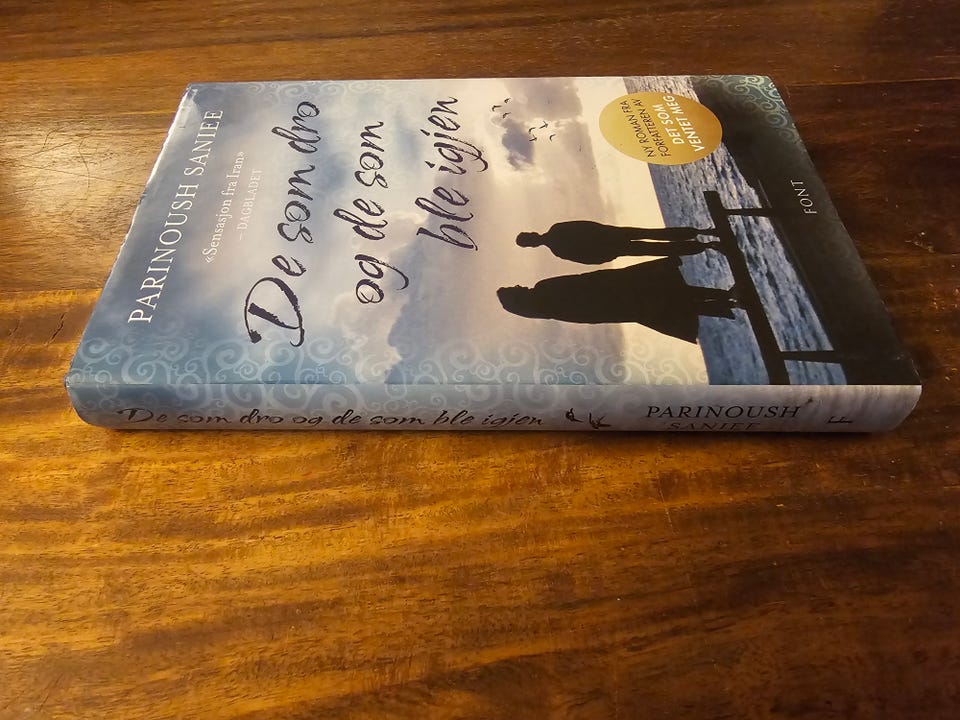 PARINOUSH SANIEE
«Sensasjon fra Iran»
– DAGBLADET
De som dro
og de som
ble igjen
NY ROMAN FRA
FORFATTEREN AV
DET SOM
VENTET MEG
FONT
De som dro og de som ble igjen
PARINOUSH
SANIEE
F